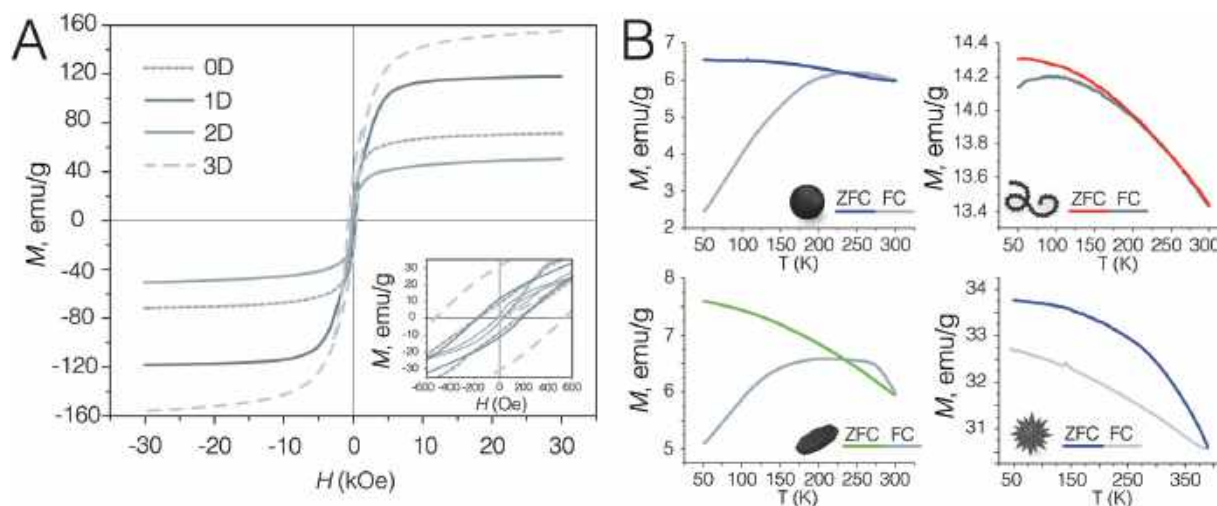 A
M, emu/g
160
120
80
40
0
-40
-80
-120
-160
0D
1D
2D
3D
-30 -20 -10 0 10 20 30
H (kOe)
M, emu/g
30
20
10
0
-10
-20
-30
-600 -400 -200 0 200 400 600
H (Oe)
B
M, emu/g
7
6
5
4
3
2
ZFC FC
50 100 150 200 250 300
T (K)
M, emu/g
14.4
14.2
14.0
13.8
13.6
13.4
ZFC FC
50 100 150 200 250 300
T (K)
M, emu/g
8
7
6
5
ZFC FC
50 100 150 200 250 300
T (K)
M, emu/g
34
33
32
31
ZFC FC
50 150 250 350
T (K)